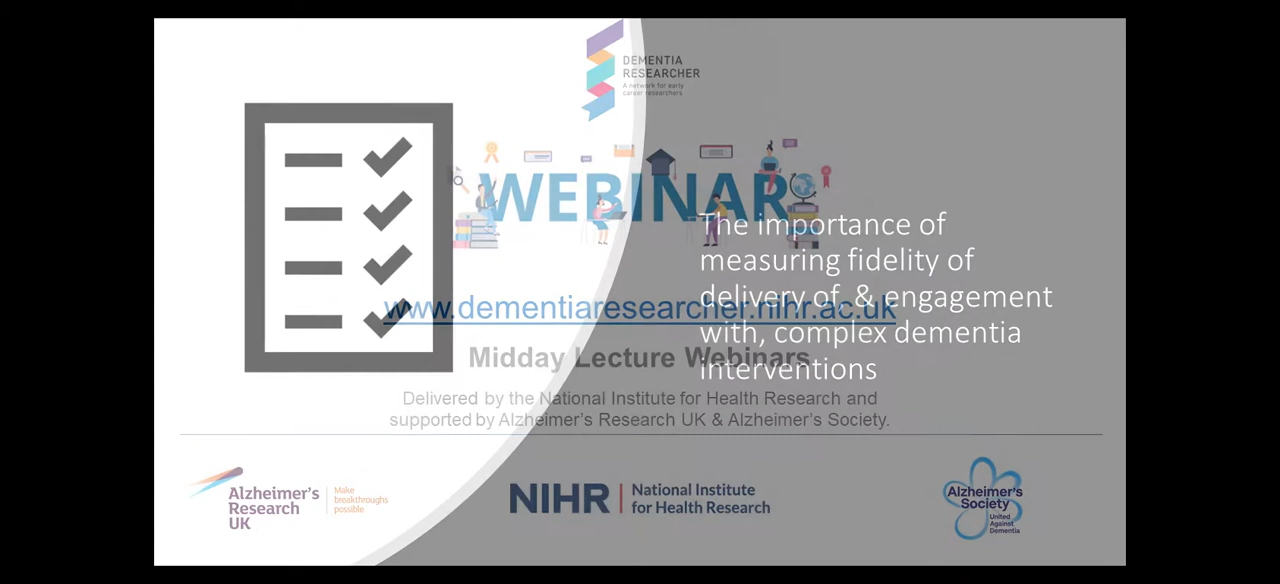 DEMENTIA
RESEARCHER
A network for early
career researchers
WEBINAR
The importance of
measuring fidelity of
delivery of, & engagement
with, complex dementia
interventions
www.dementiaresearcher.nihr.ac.uk
Midday Lecture Webinars
Delivered by the National Institute for Health Research and
supported by Alzheimer's Research UK & Alzheimer's Society.
Alzheimer's
Research
UK
Make
breakthroughs
possible
NIHR
National Institute
for Health Research
Alzheimer's
Society
United
Against
Dementia